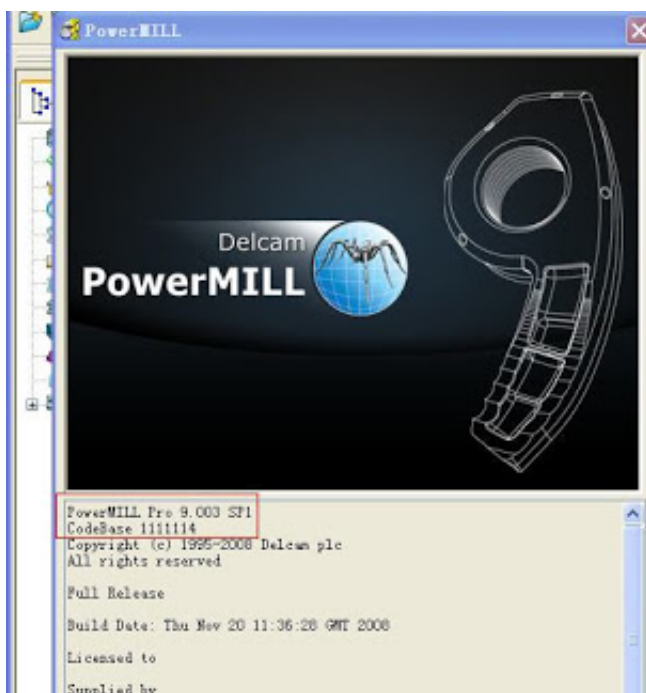 PowerMILL
Delcam
PowerMILL
PowerMILL Pro 9.003 SP1
CodeBase 1111114
Copyright (c) 1995-2008 Delcam plc
All rights reserved
Full Release
Build Date: Thu Nov 20 11:36:28 GMT 2008
Licensed to
Supplied by